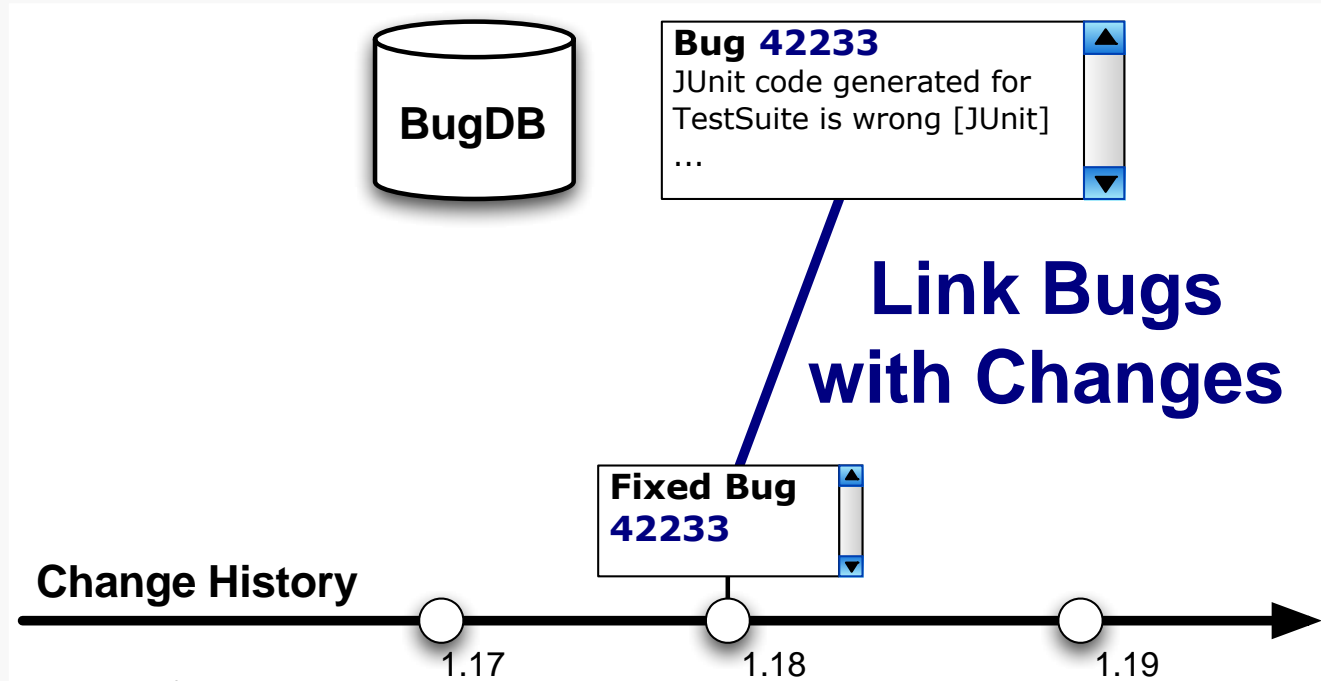 BugDB
Bug 42233
JUnit code generated for
TestSuite is wrong [JUnit]
...
Link Bugs
with Changes
Fixed Bug
42233
Change History
1.17
1.18
1.19